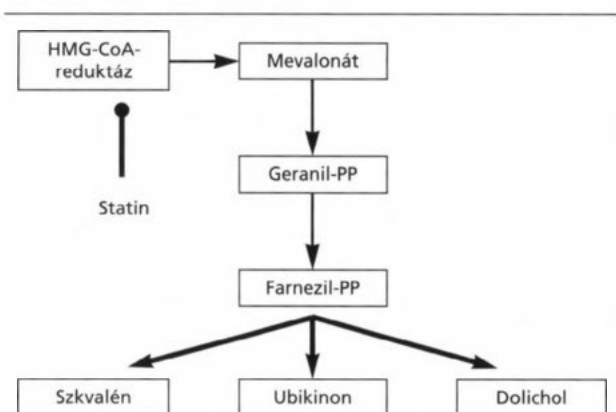 HMG-CoA-
reduktáz
Mevalonát
Geranil-PP
Statin
Farnezil-PP
Szkvalén
Ubikinon
Dolichol